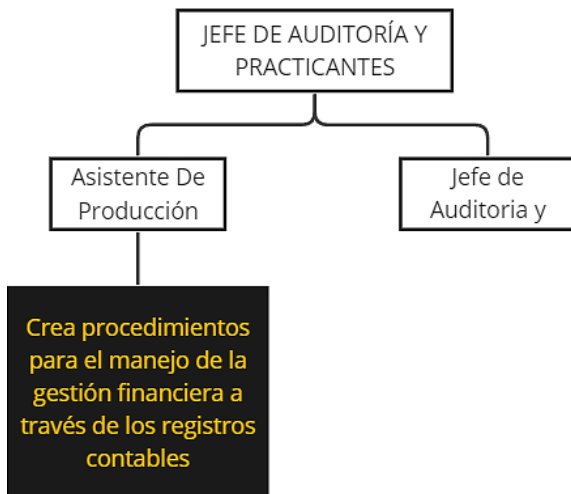 JEFE DE AUDITORÍA Y
PRACTICANTES
Asistente De
Producción
Jefe de
Auditoria y
Crea procedimientos
para el manejo de la
gestión financiera a
través de los registros
contables